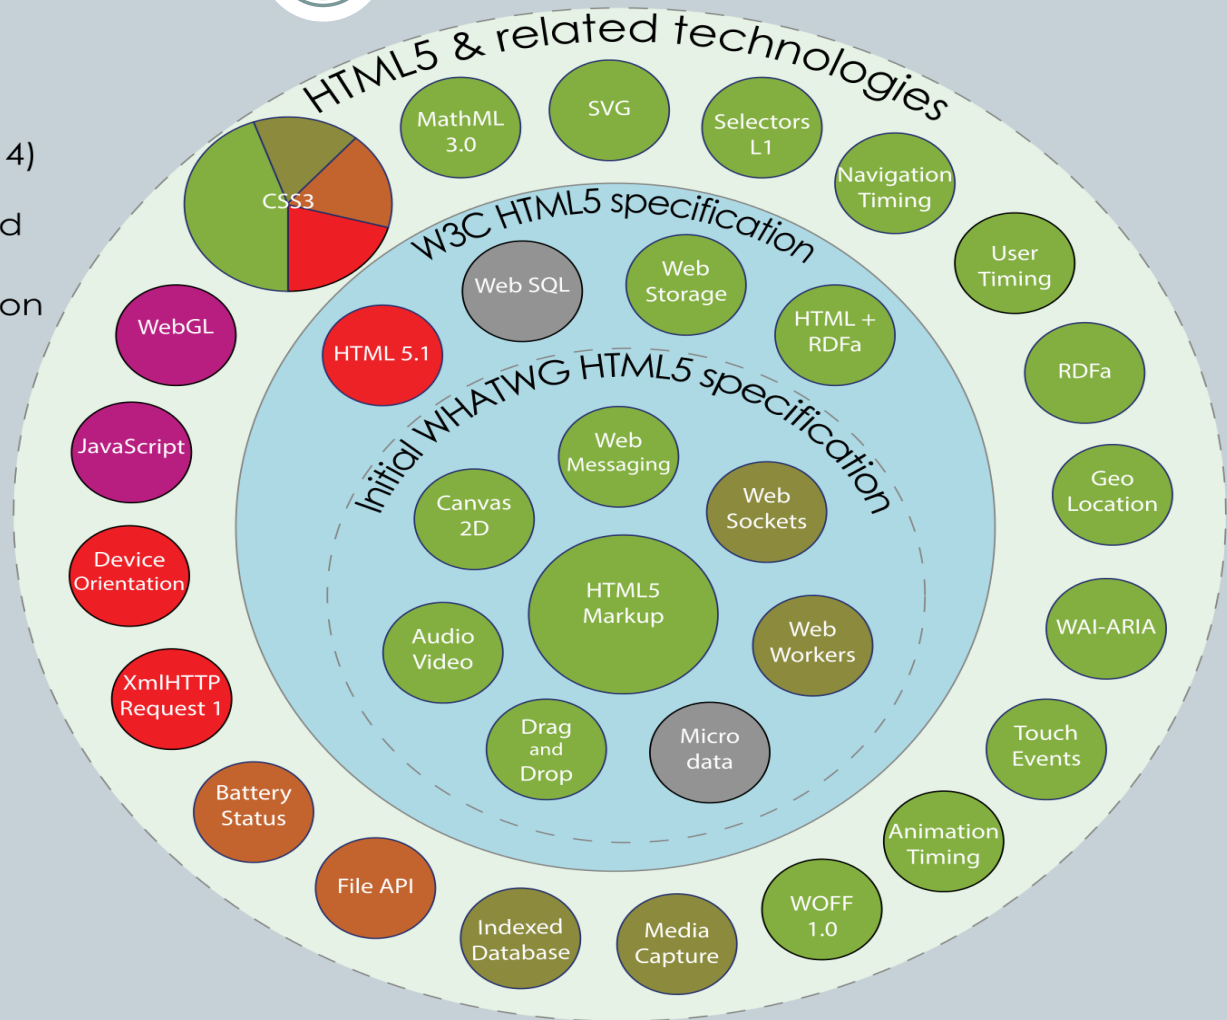 HTML5 & related technologies
4)
d
on
MathML
3.0
SVG
Selectors
L1
Navigation
Timing
User
Timing
RDFa
Geo
Location
WAI-ARIA
Touch
Events
Animation
Timing
WOFF
1.0
Media
Capture
Indexed
Database
File API
Battery
Status
XmlHTTP
Request 1
Device
Orientation
JavaScript
WebGL
CSS3
W3C HTML5 specification
HTML 5.1
Web SQL
Web
Storage
HTML +
RDFa
Initial WHATWG HTML5 specification
Web
Messaging
Canvas
2D
Web
Sockets
HTML5
Markup
Audio
Video
Web
Workers
Drag
and
Drop
Micro
data